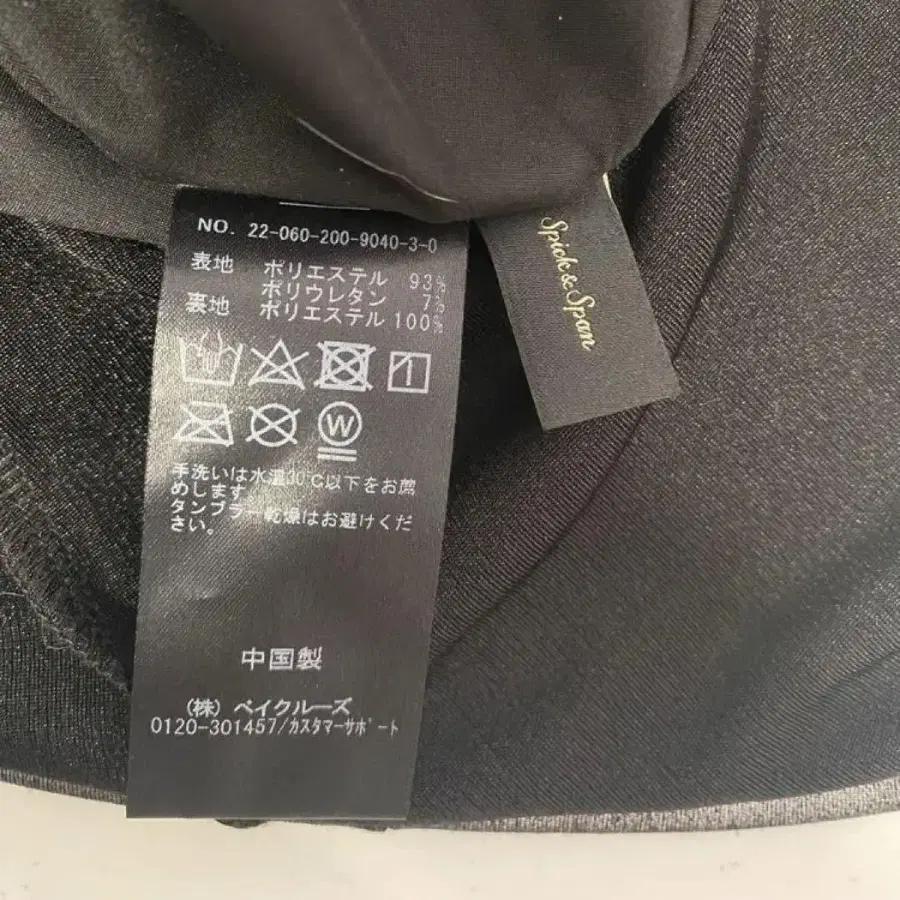 NO. 22-060-200-9040-3-0
表地 ポリエステル 93%
ポリウレタン 7%
裏地 ポリエステル 100%
W
手洗いは水温30℃以下をお薦
めします。
タンブラー乾燥はお避けくだ
さい。
中国製
(株) ベイクルーズ
0120-301457/カスタマーサポート
Spick & Span